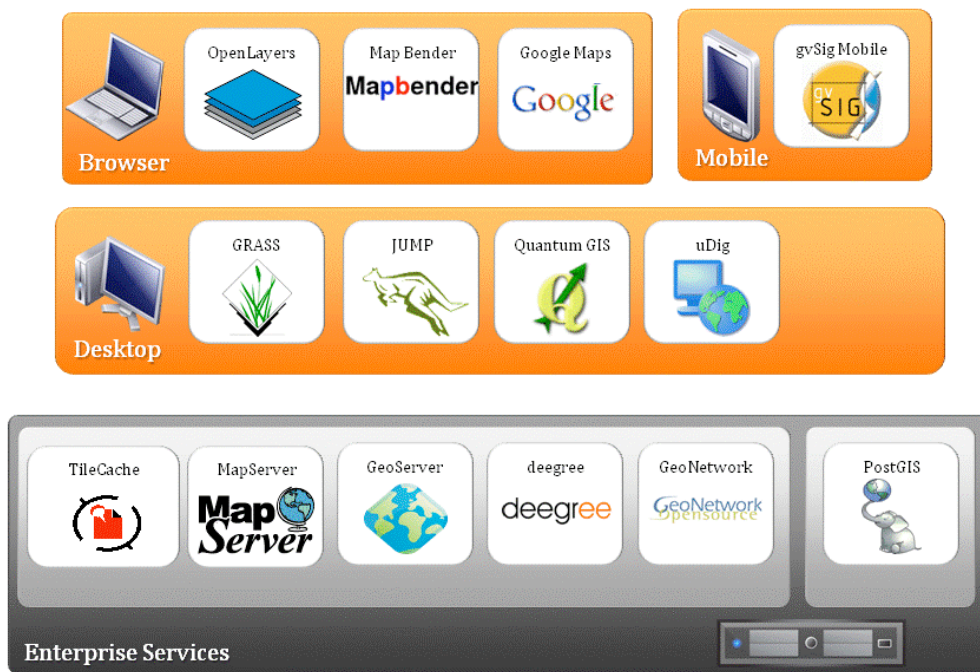 OpenLayers
Map Bender
Mapbender
Google Maps
Google
Browser
gvSig Mobile
gv
SIG
Mobile
GRASS
JUMP
Quantum GIS
uDig
Desktop
TileCache
MapServer
Map
Server
GeoServer
deegree
deegree
GeoNetwork
GeoNetwork
Opensource
PostGIS
Enterprise Services